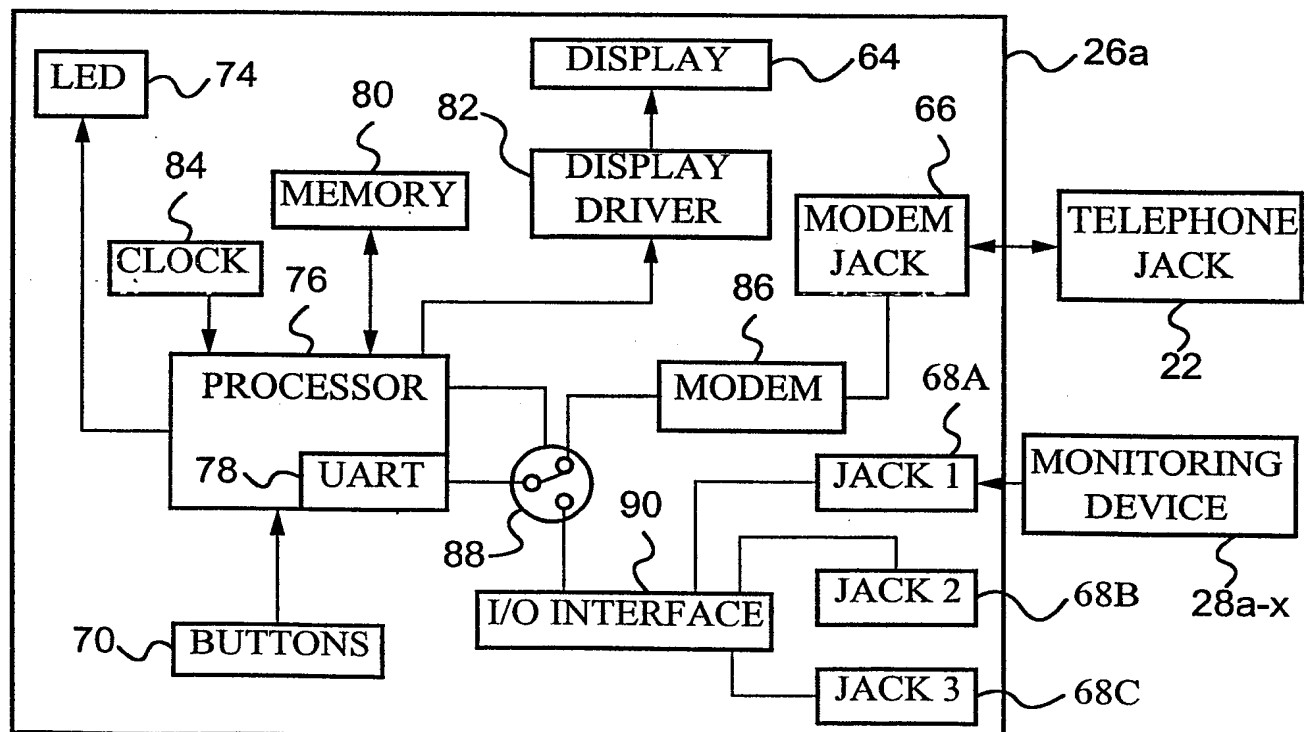 LED
74
DISPLAY
64
26a
80
82
66
84
MEMORY
DISPLAY
DRIVER
MODEM
JACK
TELEPHONE
JACK
CLOCK
76
86
22
PROCESSOR
MODEM
68A
78
UART
JACK 1
MONITORING
DEVICE
88
90
JACK 2
68B
28a-x
I/O INTERFACE
70
BUTTONS
JACK 3
68C